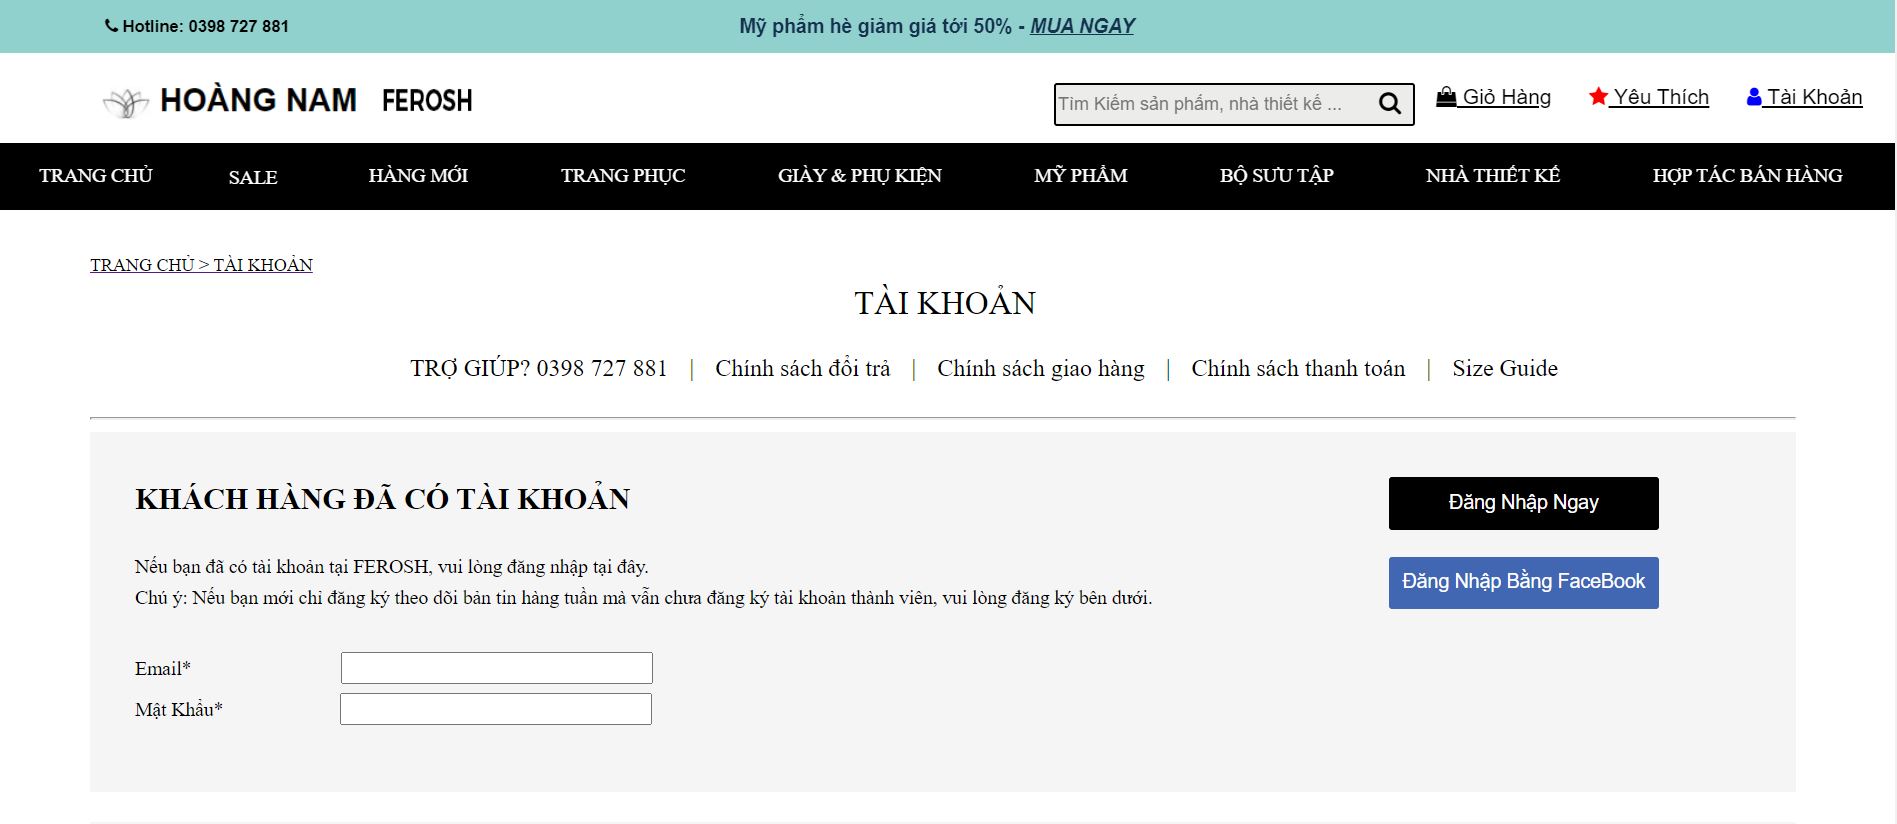 Hotline: 0398 727 881
Mỹ phẩm hè giảm giá tới 50% - MUA NGAY
HOÀNG NAM FEROSH
Tìm Kiếm sản phẩm, nhà thiết kế ...
Giỏ Hàng
Yêu Thích
Tài Khoản
TRANG CHỦ SALE HÀNG MỚI TRANG PHỤC GIÀY & PHỤ KIỆN MỸ PHẨM BỘ SƯU TẬP NHÀ THIẾT KẾ HỢP TÁC BÁN HÀNG
TRANG CHỦ > TÀI KHOẢN
TÀI KHOẢN
TRỢ GIÚP? 0398 727 881 | Chính sách đổi trả | Chính sách giao hàng | Chính sách thanh toán | Size Guide
KHÁCH HÀNG ĐÃ CÓ TÀI KHOẢN
Đăng Nhập Ngay
Nếu bạn đã có tài khoản tại FEROSH, vui lòng đăng nhập tại đây.
Đăng Nhập Bằng FaceBook
Chú ý: Nếu bạn mới chỉ đăng ký theo dõi bản tin hàng tuần mà vẫn chưa đăng ký tài khoản thành viên, vui lòng đăng ký bên dưới.
Email*
Mật Khẩu*